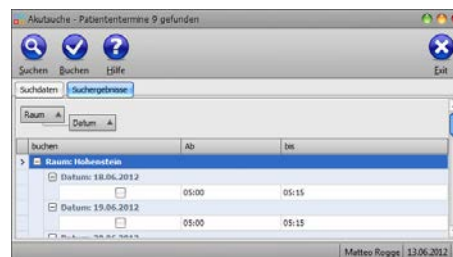 Akutsuche - Patiententermine 9 gefunden
Suchen Buchen Hilfe Exit
Suchdaten Suchergebnisse
Raum
Datum
buchen Ab bis
Raum: Hohenstein
Datum: 18.06.2012
05:00 05:15
Datum: 19.06.2012
05:00 05:15
Matteo Rogge 13.06.2012